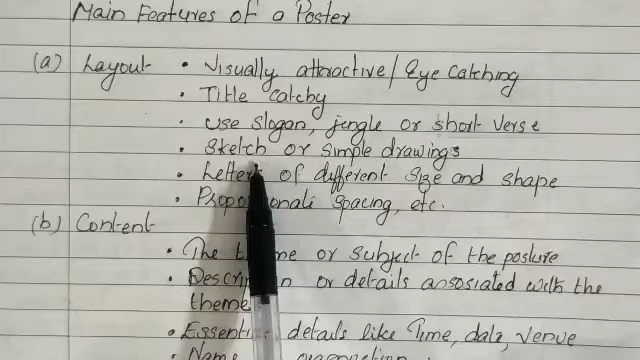 Main Features of a Poster
(a) Layout • Visually attractive/Eye Catching
• Title catchy
• Use slogan, jingle or short verse
• Sketch or simple drawings
• Letters of different size and shape
• spacing, etc.
(b) Content
• The or subject of the posture
• or details assosiated with the
theme
• details like Time, date, venue
• Name